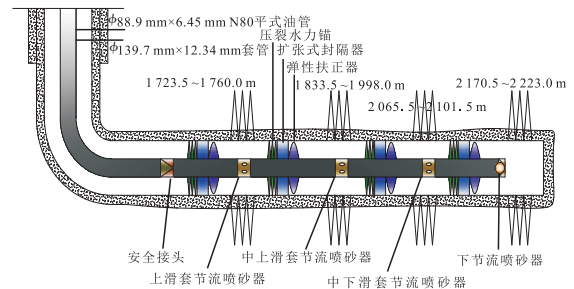 ϕ88.9 mm×6.45 mm N80平式油管
压裂水力锚
ϕ139.7 mm×12.34 mm套管 扩张式封隔器
弹性扶正器
1 723.5～1 760.0 m
1 833.5～1 998.0 m
2 170.5～2 223.0 m
2 065.5～2 101.5 m
安全接头
中上滑套节流喷砂器
下节流喷砂器
上滑套节流喷砂器
中下滑套节流喷砂器